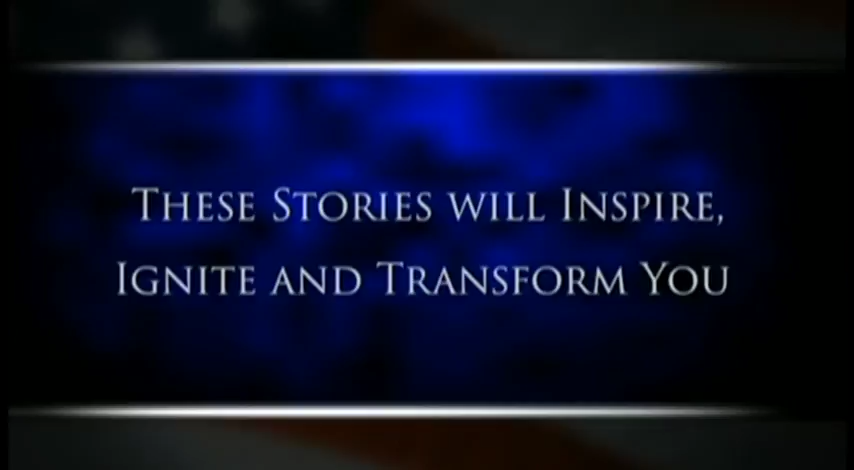 These Stories will Inspire,
Ignite and Transform You